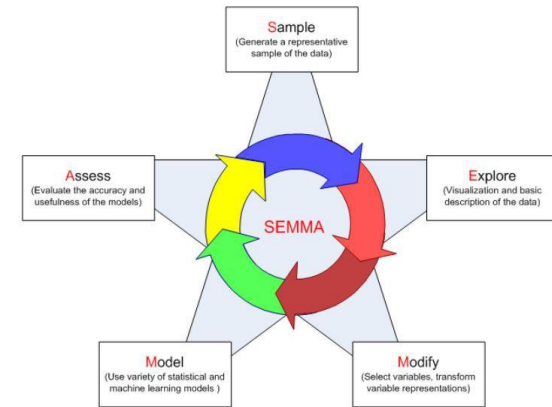 Sample
(Generate a representative
sample of the data)
Assess
(Evaluate the accuracy and
usefulness of the models)
Explore
(Visualization and basic
description of the data)
SEMMA
Model
(Use variety of statistical and
machine learning models )
Modify
(Select variables, transform
variable representations)